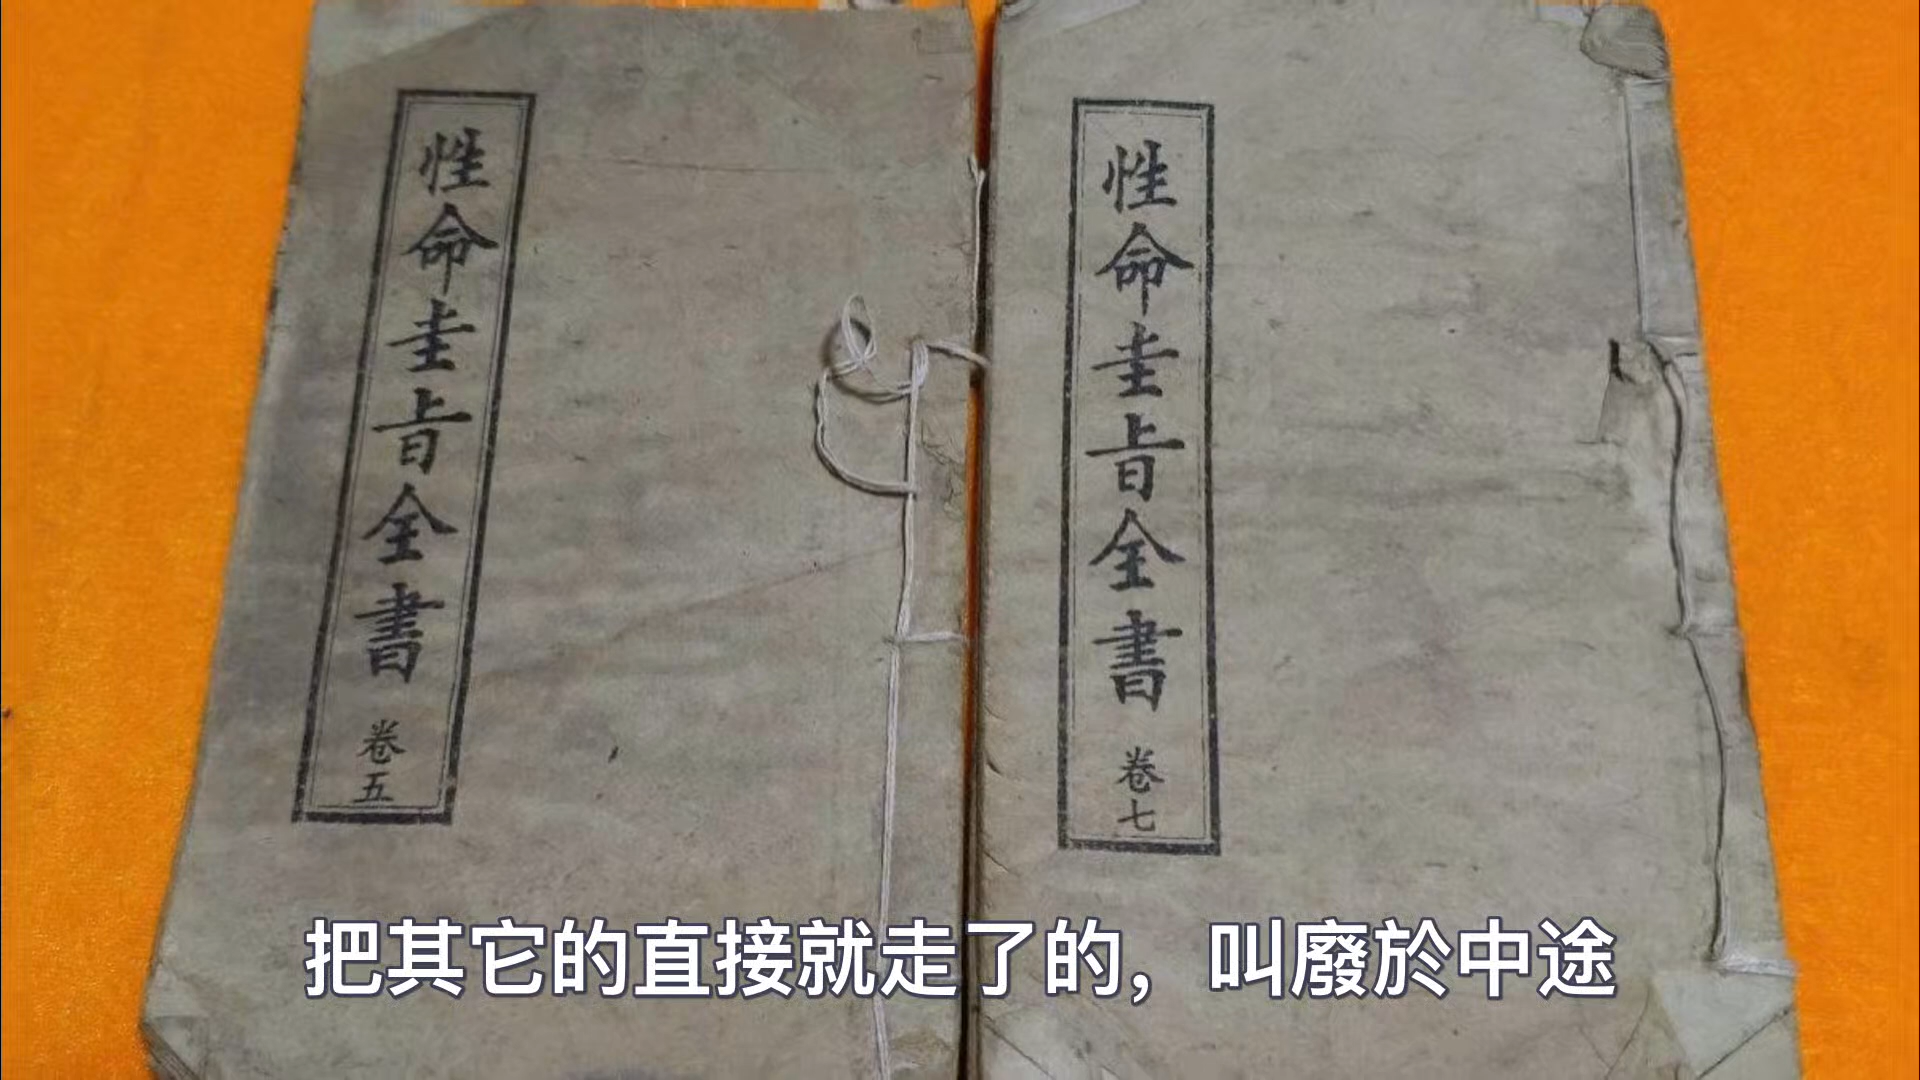 性命圭旨全書
卷五
性命圭旨全書
卷七
把其它的直接就走了的，叫廢於中途